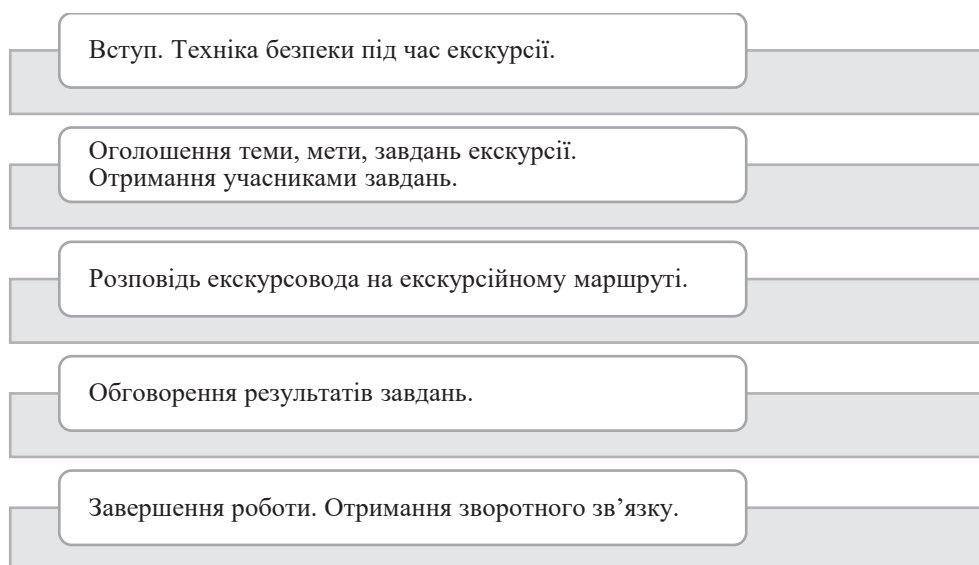 Вступ. Техніка безпеки під час екскурсії.
Оголошення теми, мети, завдань екскурсії.
Отримання учасниками завдань.
Розповідь екскурсовода на екскурсійному маршруті.
Обговорення результатів завдань.
Завершення роботи. Отримання зворотного зв’язку.